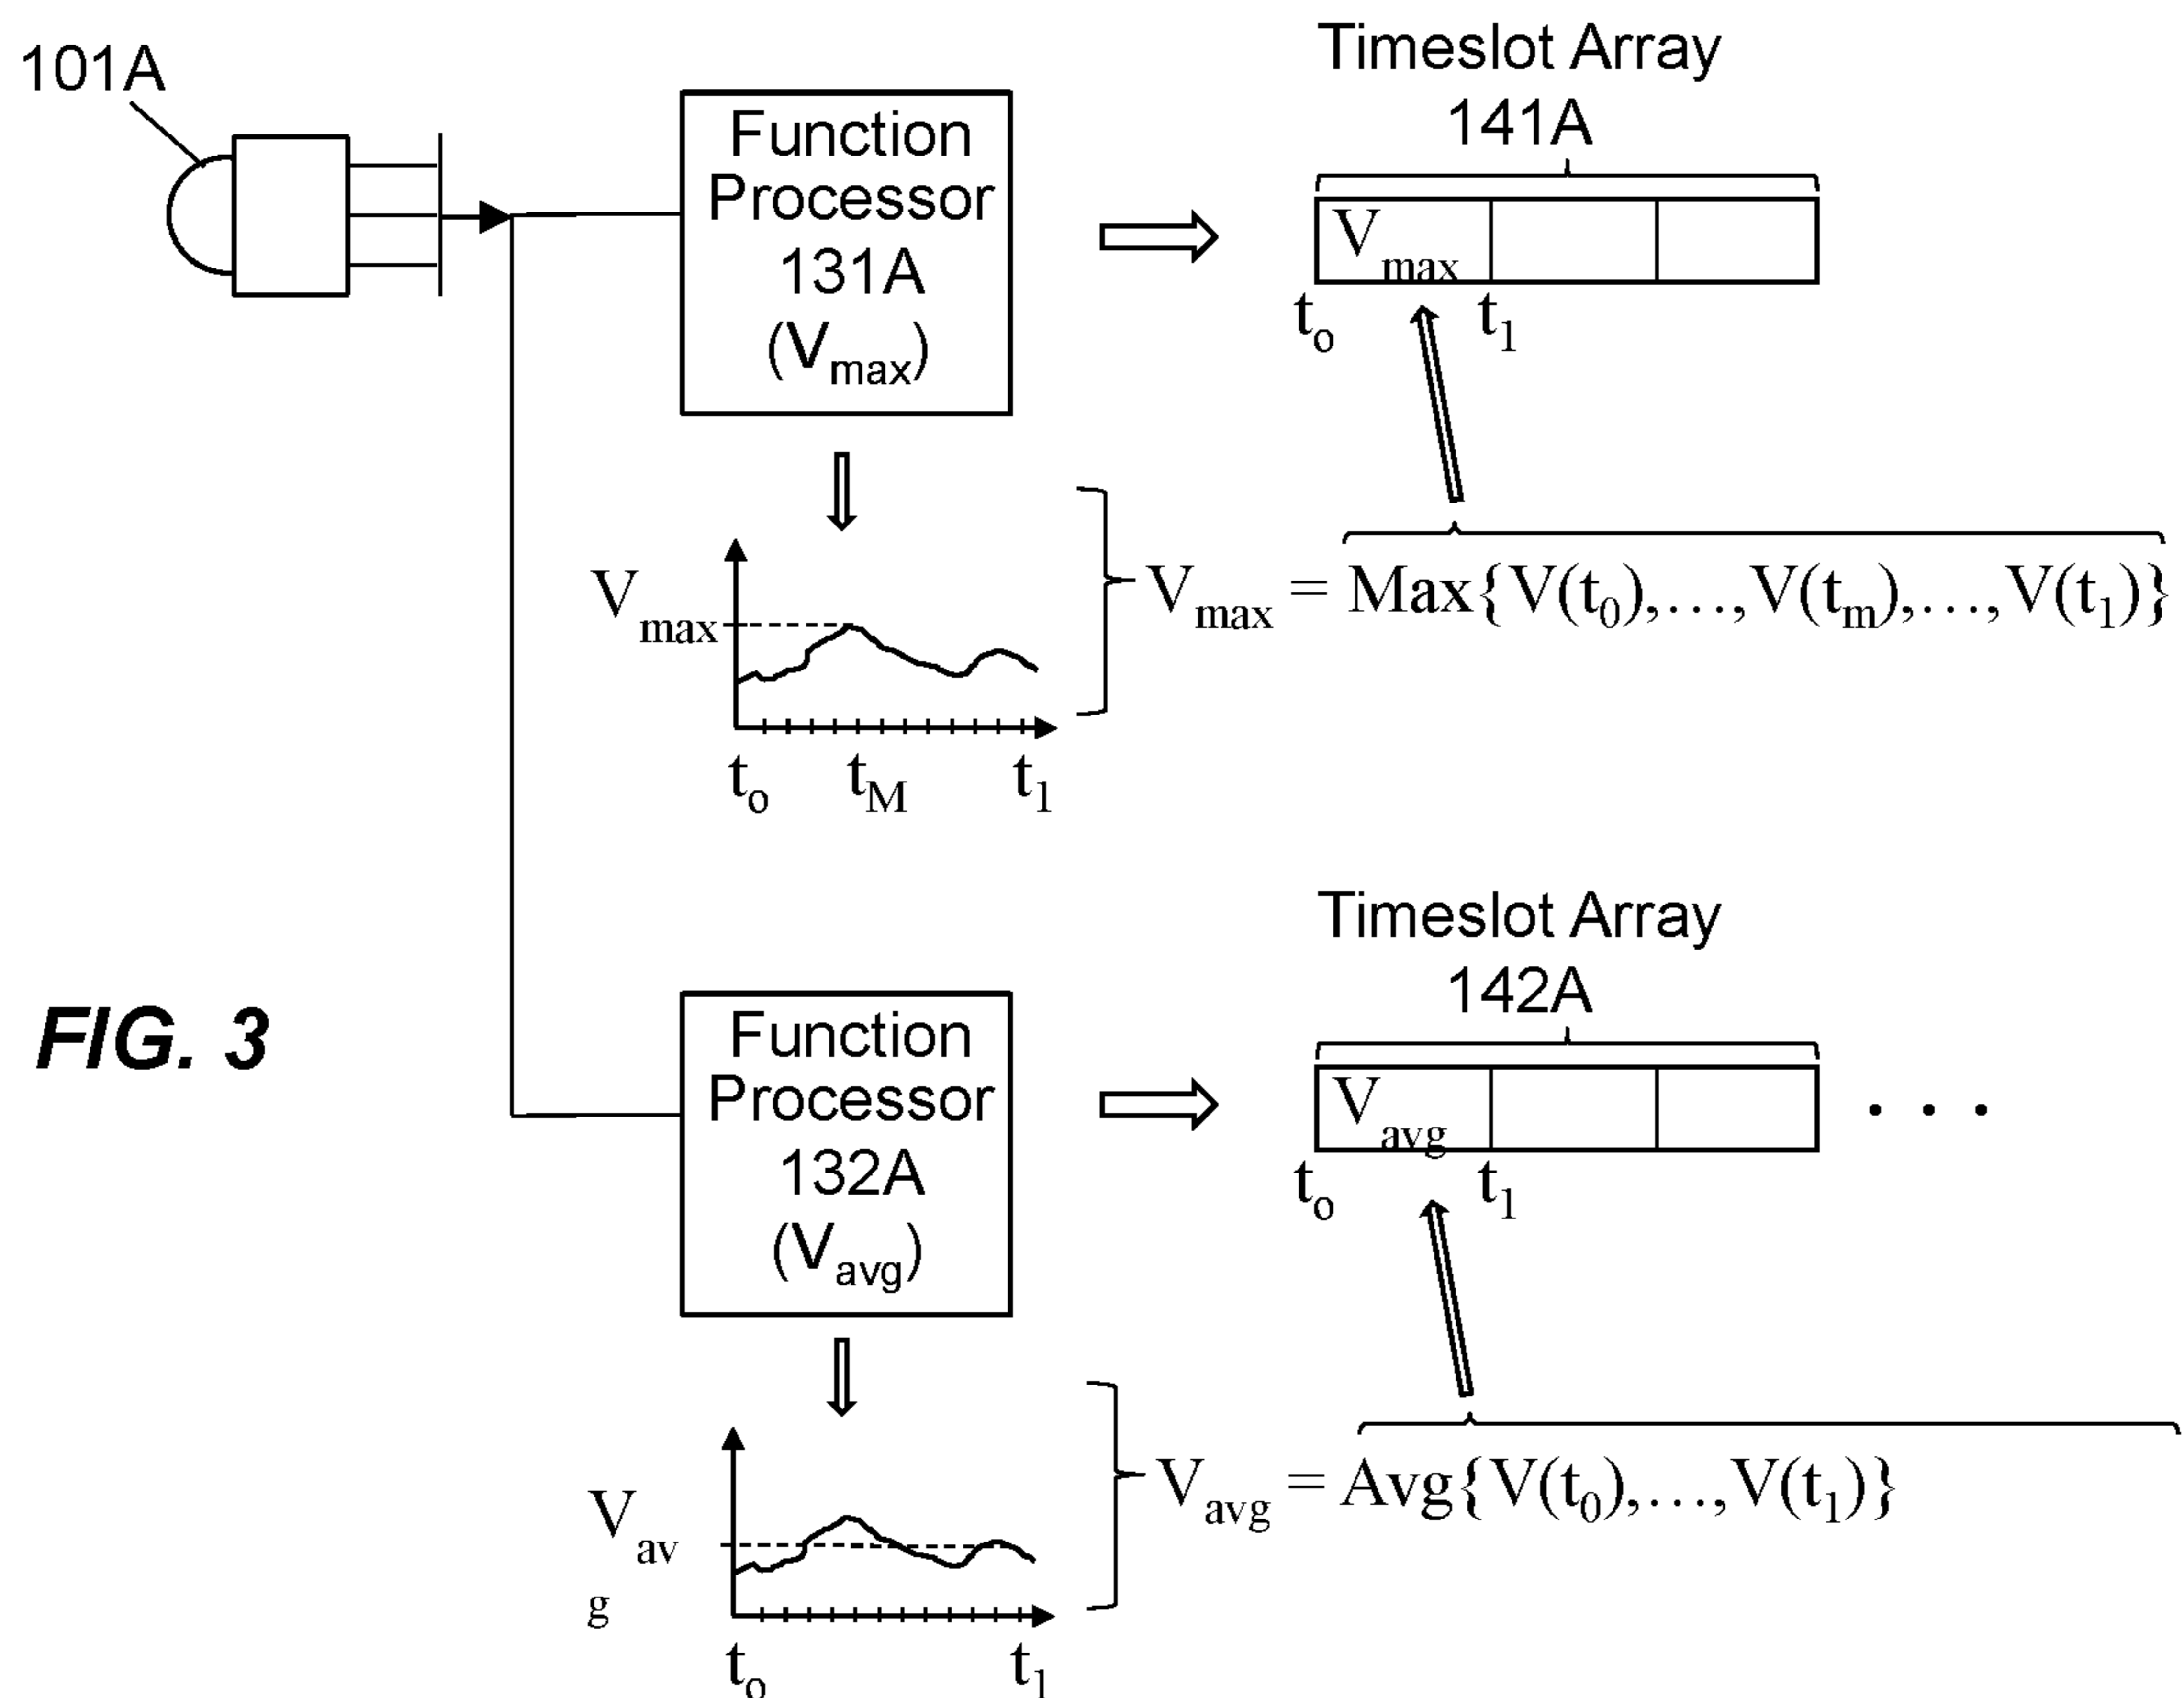 101A
Function
Processor
131A
(Vmax)
Timeslot Array
141A
Vmax
to
t1
Vmax
to
tM
t1
Vmax = Max{V(t0),…,V(tm),…,V(t1)}
FIG. 3
Function
Processor
132A
(Vavg)
Timeslot Array
142A
Vavg
to
t1
. . .
Vav
g
to
t1
Vavg = Avg{V(t0),…,V(t1)}